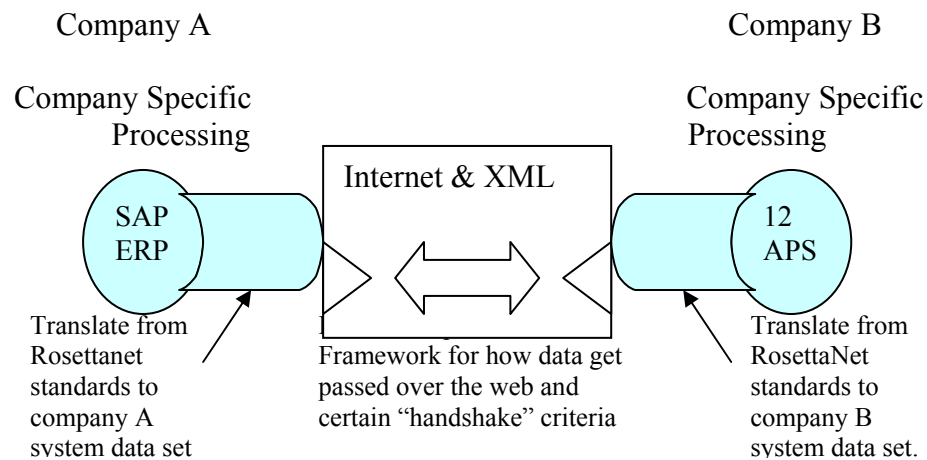 Company A
Company B
Company Specific
Processing
Company Specific
Processing
Internet & XML
SAP
ERP
12
APS
Translate from
Rosettanet
standards to
company A
system data set
Framework for how data get
passed over the web and
certain “handshake” criteria
Translate from
RosettaNet
standards to
company B
system data set.